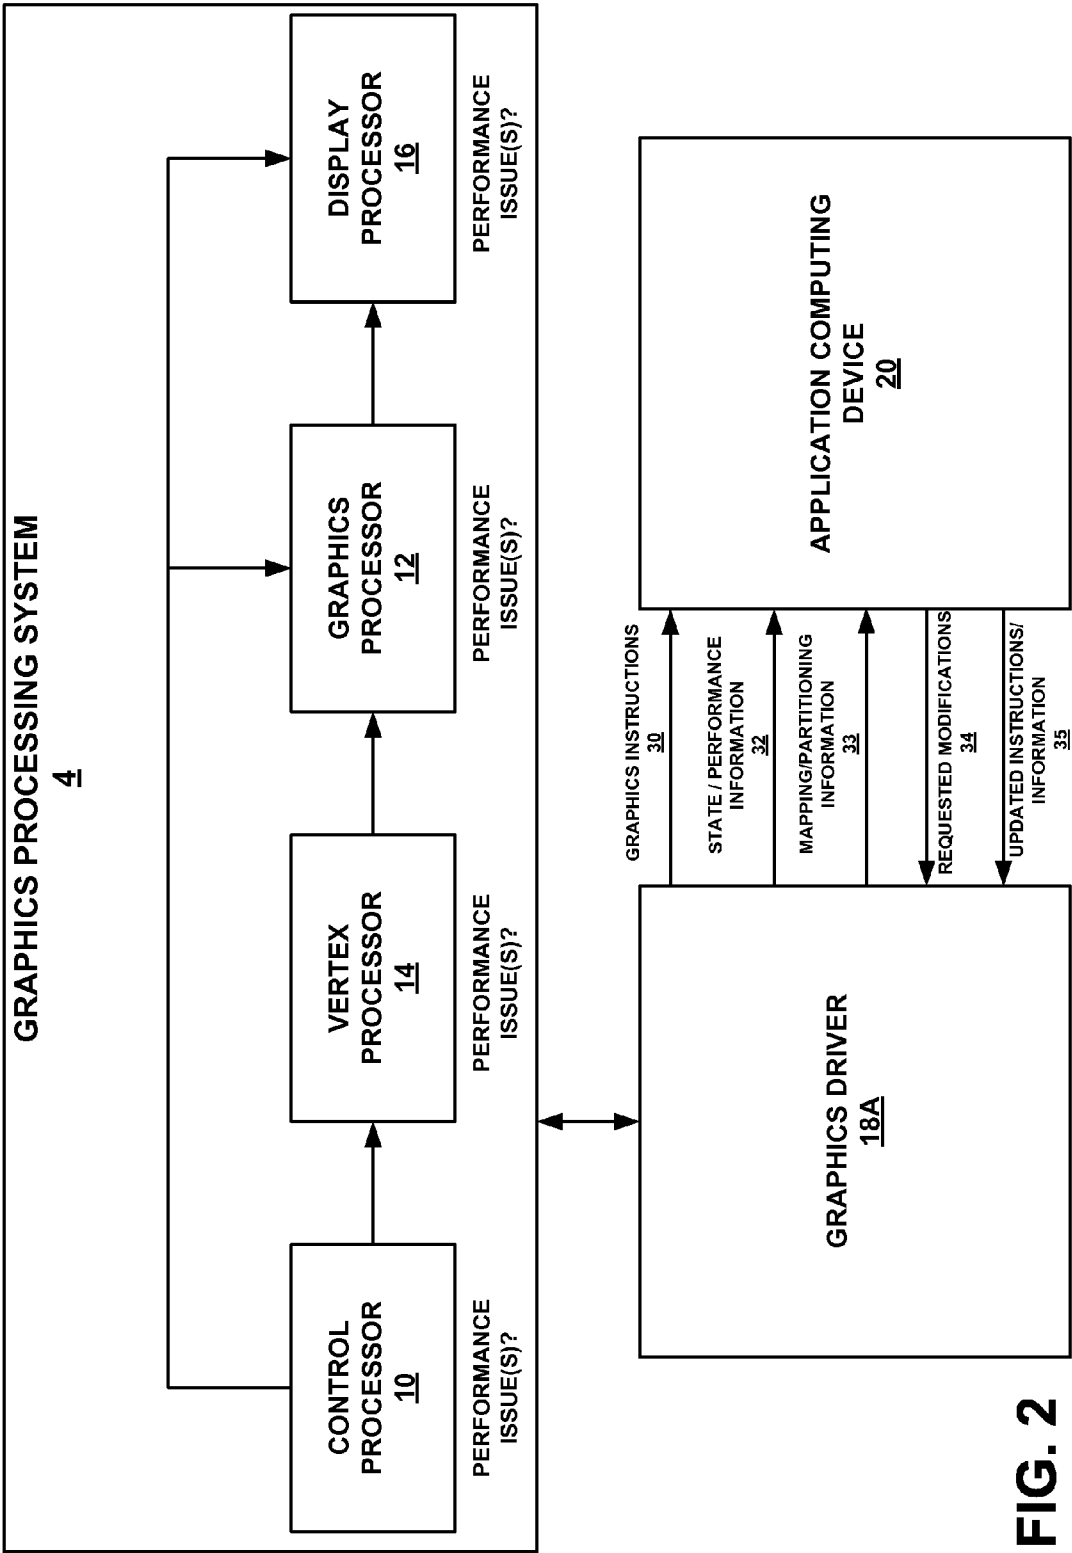 GRAPHICS PROCESSING SYSTEM
4
CONTROL
PROCESSOR
10
VERTEX
PROCESSOR
14
GRAPHICS
PROCESSOR
12
DISPLAY
PROCESSOR
16
PERFORMANCE
ISSUE(S)?
PERFORMANCE
ISSUE(S)?
PERFORMANCE
ISSUE(S)?
PERFORMANCE
ISSUE(S)?
GRAPHICS DRIVER
18A
GRAPHICS INSTRUCTIONS
30
STATE / PERFORMANCE
INFORMATION
32
MAPPING/PARTITIONING
INFORMATION
33
REQUESTED MODIFICATIONS
34
UPDATED INSTRUCTIONS/
INFORMATION
35
APPLICATION COMPUTING
DEVICE
20
FIG. 2